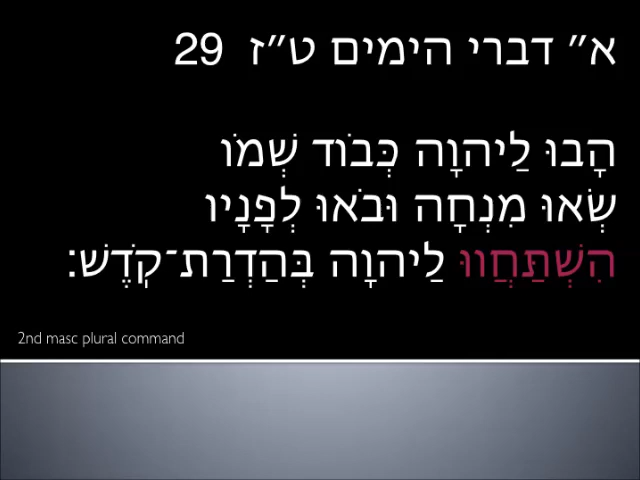 א״ דברי הימים ט״ז 29
הָבוּ לַיהוָה כְּבוֹד שְׁמוֹ
שְׂאוּ מִנְחָה וּבֹאוּ לְפָנָיו
הִשְׁתַּחֲווּ לַיהוָה בְּהַדְרַת־קֹדֶשׁ:
2nd masc plural command